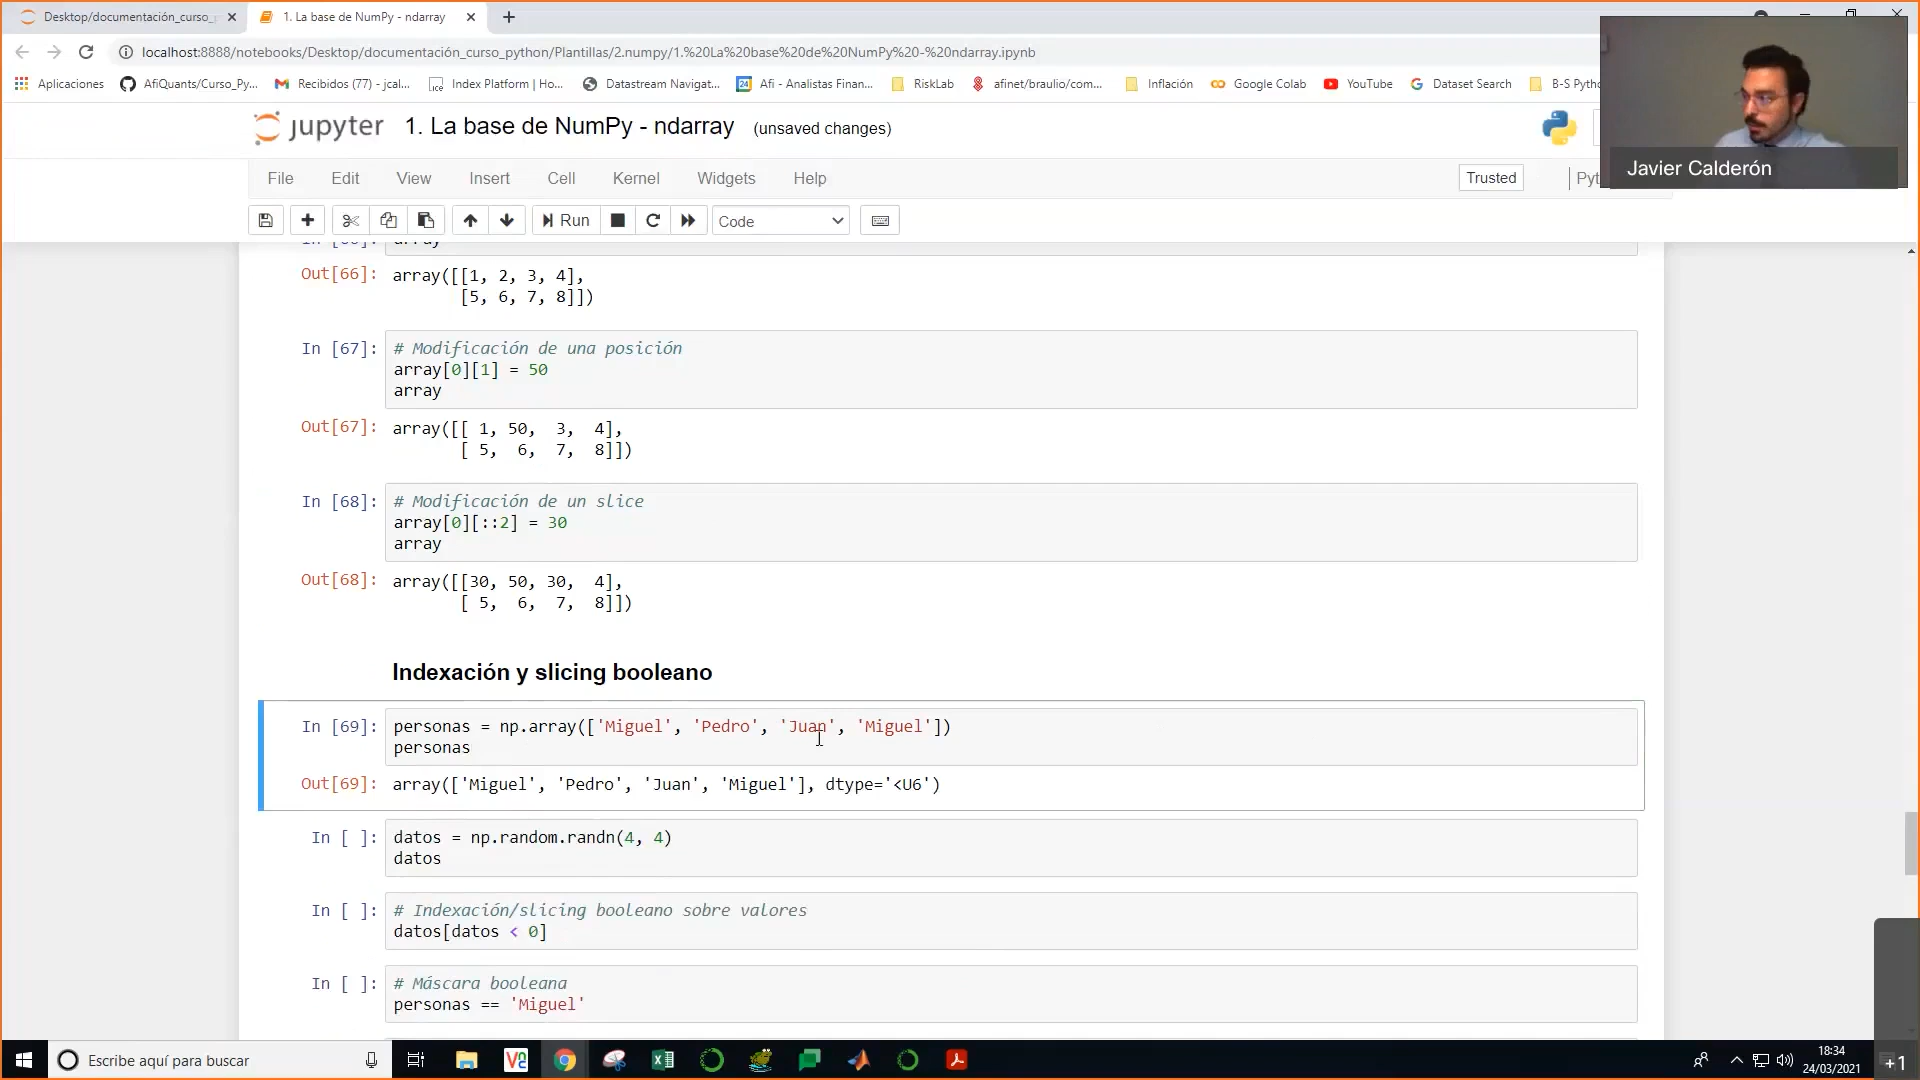 Desktop/documentación_curso_p
1. La base de NumPy - ndarray
localhost:8888/notebooks/Desktop/documentación_curso_python/Plantillas/2.numpy/1.%20La%20base%20de%20NumPy%20-%20ndarray.ipynb
Aplicaciones
AfiQuants/Curso_Py...
Recibidos (77) - jcal...
Index Platform | Ho...
Datastream Navigat...
Afi - Analistas Finan...
RiskLab
afinet/braulio/com...
Inflación
Google Colab
YouTube
Dataset Search
B-S Pytho
jupyter 1. La base de NumPy - ndarray (unsaved changes)
Javier Calderón
File Edit View Insert Cell Kernel Widgets Help Trusted Pyt
Run Code
array
Out[66]: array([[1, 2, 3, 4],
[5, 6, 7, 8]])
In [67]: # Modificación de una posición
array[0][1] = 50
array
Out[67]: array([[ 1, 50, 3, 4],
[ 5, 6, 7, 8]])
In [68]: # Modificación de un slice
array[0][::2] = 30
array
Out[68]: array([[30, 50, 30, 4],
[ 5, 6, 7, 8]])
Indexación y slicing booleano
In [69]: personas = np.array(['Miguel', 'Pedro', 'Juan', 'Miguel'])
personas
Out[69]: array(['Miguel', 'Pedro', 'Juan', 'Miguel'], dtype='<U6')
In [ ]: datos = np.random.randn(4, 4)
datos
In [ ]: # Indexación/slicing booleano sobre valores
datos[datos < 0]
In [ ]: # Máscara booleana
personas == 'Miguel'
Escribe aquí para buscar
18:34
24/03/2021
+1